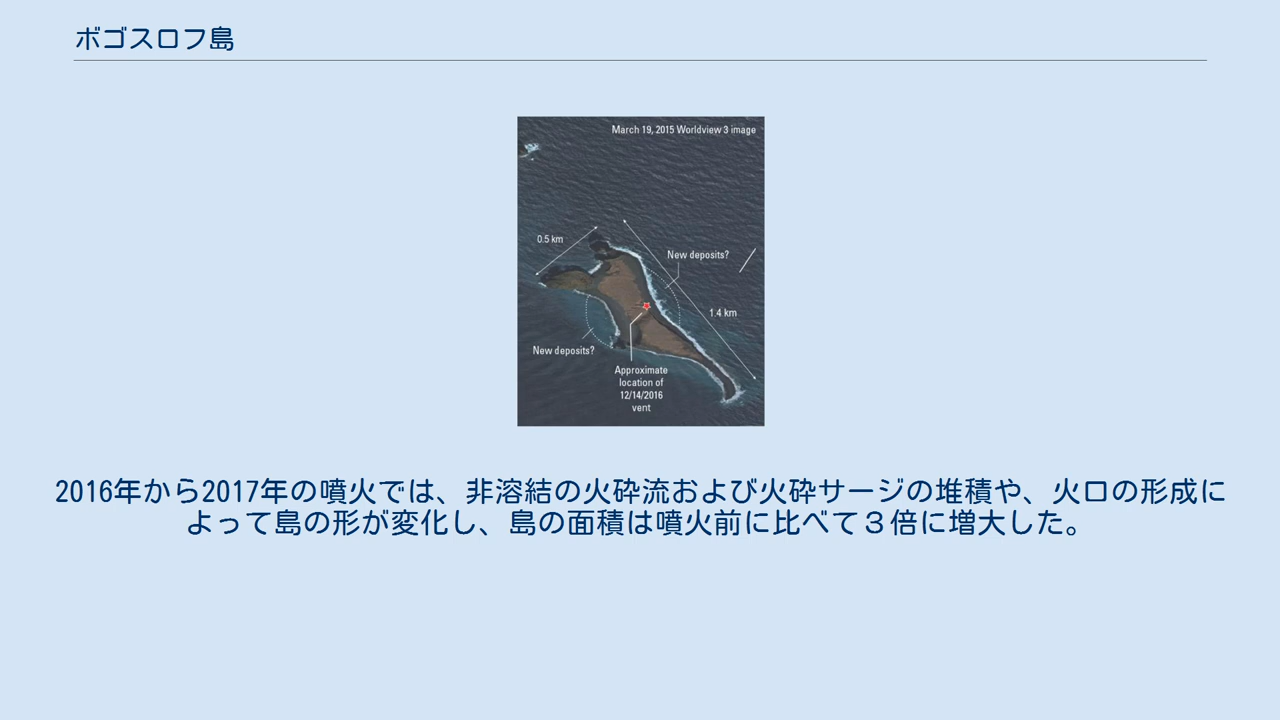 ボゴスロフ島
March 19, 2015 Worldview 3 image
0.5 km
New deposits?
1.4 km
New deposits?
Approximate
location of
12/14/2016
vent
2016年から2017年の噴火では、非溶結の火砕流および火砕サージの堆積や、火口の形成に
よって島の形が変化し、島の面積は噴火前に比べて３倍に増大した。